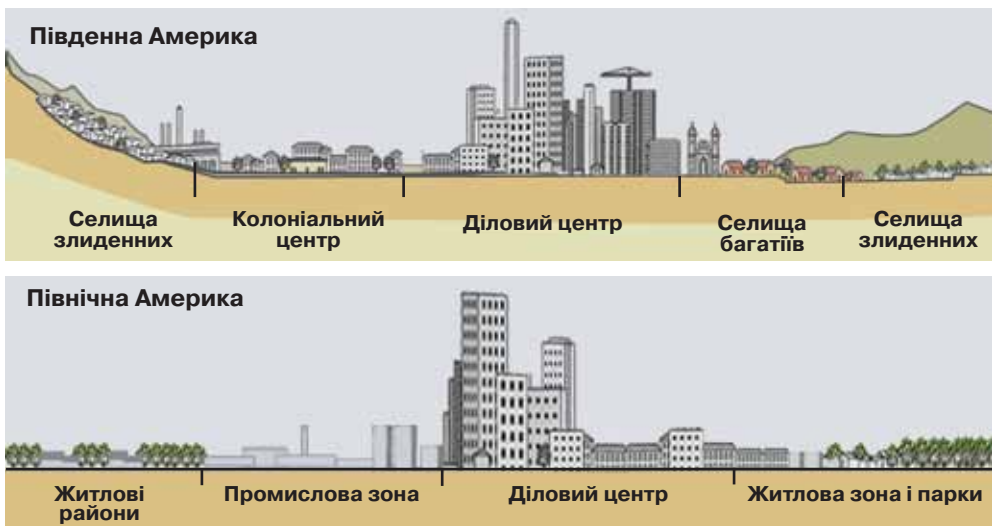 Південна Америка
Селища
злиденних
Колоніальний
центр
Діловий центр
Селища
багатіїв
Селища
злиденних
Північна Америка
Житлові
райони
Промислова зона
Діловий центр
Житлова зона і парки